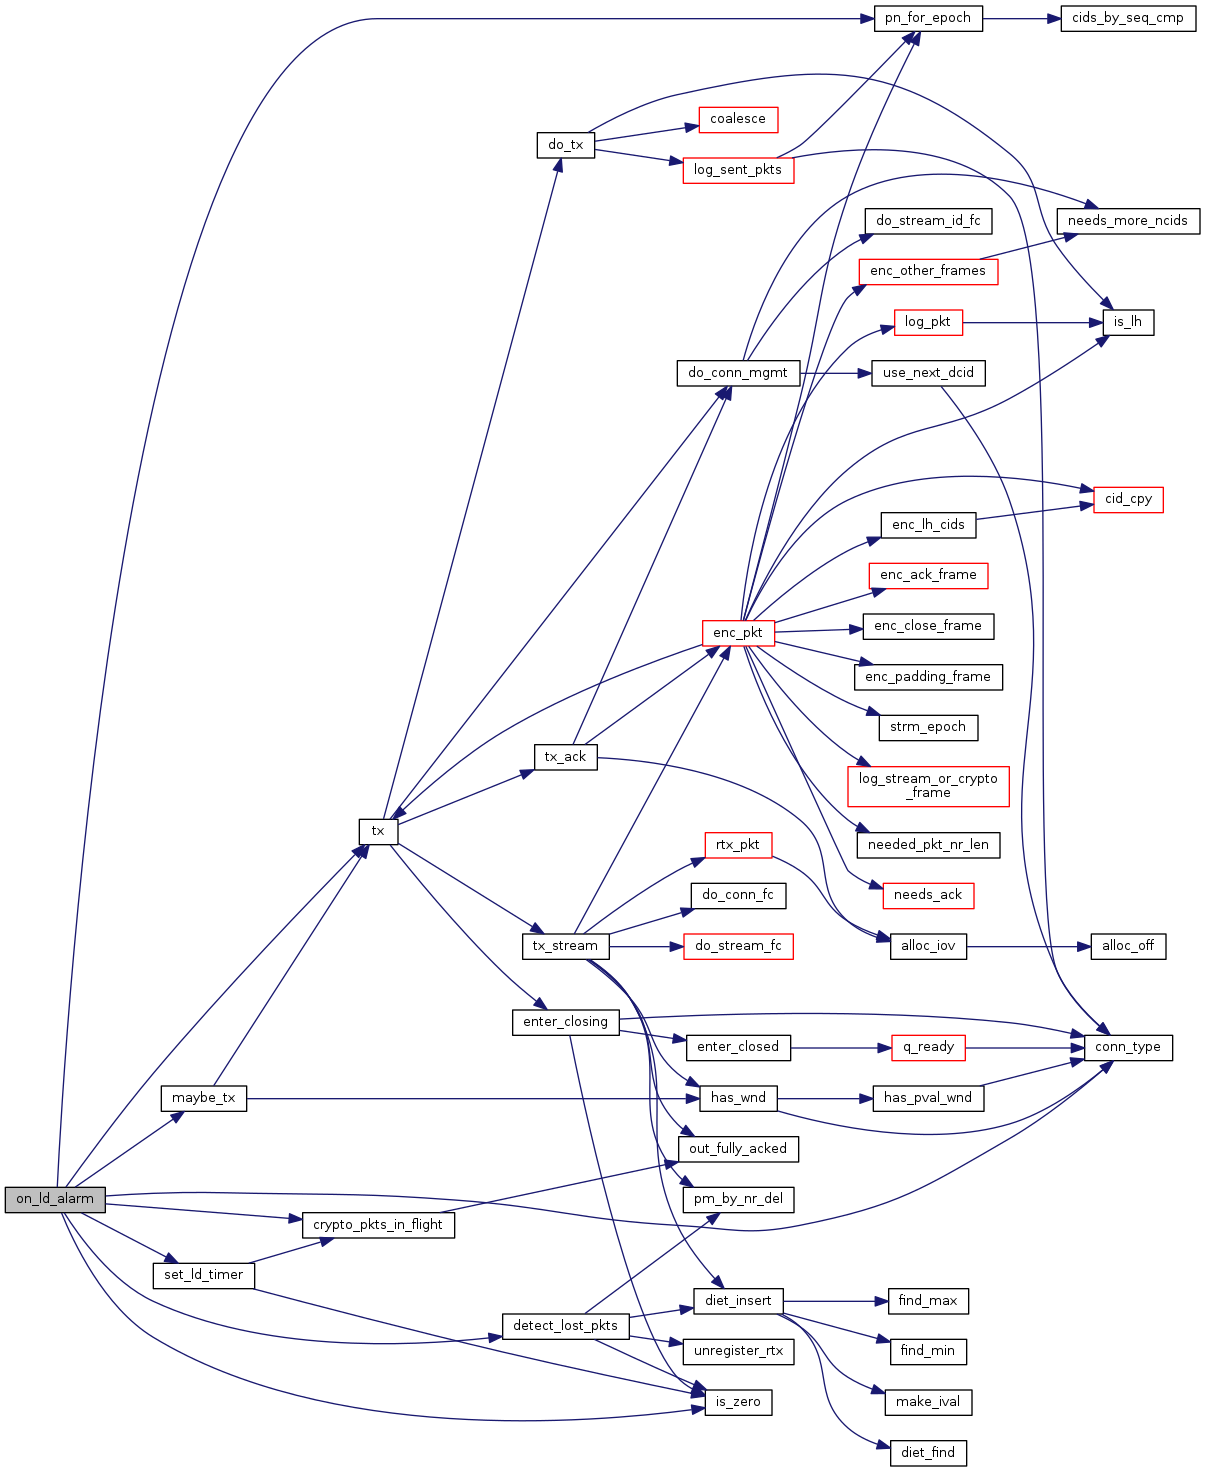 pn_for_epoch
cids_by_seq_cmp
coalesce
do_tx
log_sent_pkts
do_stream_id_fc
needs_more_ncids
enc_other_frames
log_pkt
is_lh
do_conn_mgmt
use_next_dcid
cid_cpy
enc_lh_cids
enc_ack_frame
enc_pkt
enc_close_frame
enc_padding_frame
strm_epoch
tx_ack
log_stream_or_crypto
_frame
tx
rtx_pkt
needed_pkt_nr_len
do_conn_fc
needs_ack
tx_stream
do_stream_fc
alloc_iov
alloc_off
enter_closing
enter_closed
q_ready
conn_type
maybe_tx
has_wnd
has_pval_wnd
out_fully_acked
on_ld_alarm
pm_by_nr_del
crypto_pkts_in_flight
set_ld_timer
diet_insert
find_max
detect_lost_pkts
unregister_rtx
find_min
is_zero
make_ival
diet_find